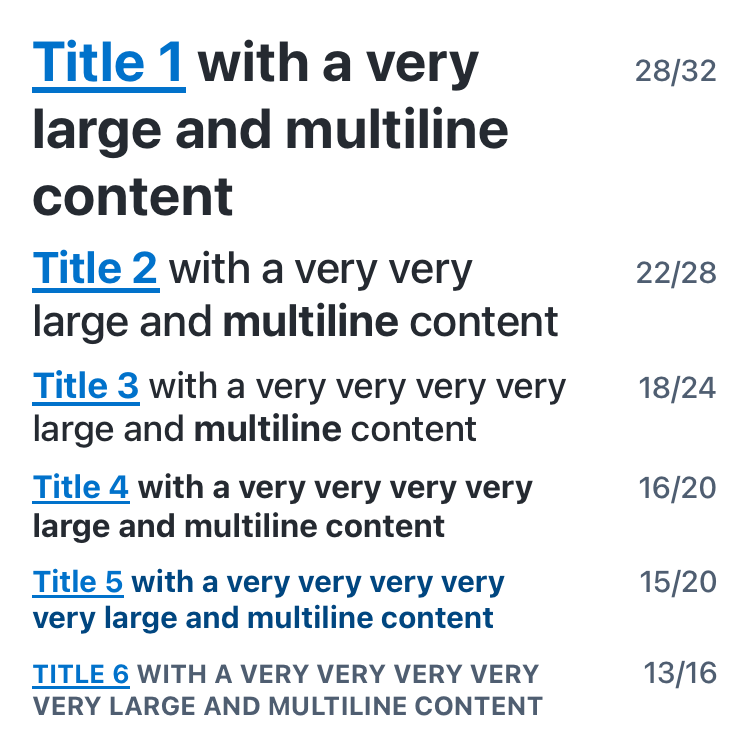 Title 1 with a very 28/32
large and multiline
content
Title 2 with a very very 22/28
large and multiline content
Title 3 with a very very very very 18/24
large and multiline content
Title 4 with a very very very very 16/20
large and multiline content
Title 5 with a very very very very 15/20
very large and multiline content
TITLE 6 WITH A VERY VERY VERY VERY 13/16
VERY LARGE AND MULTILINE CONTENT